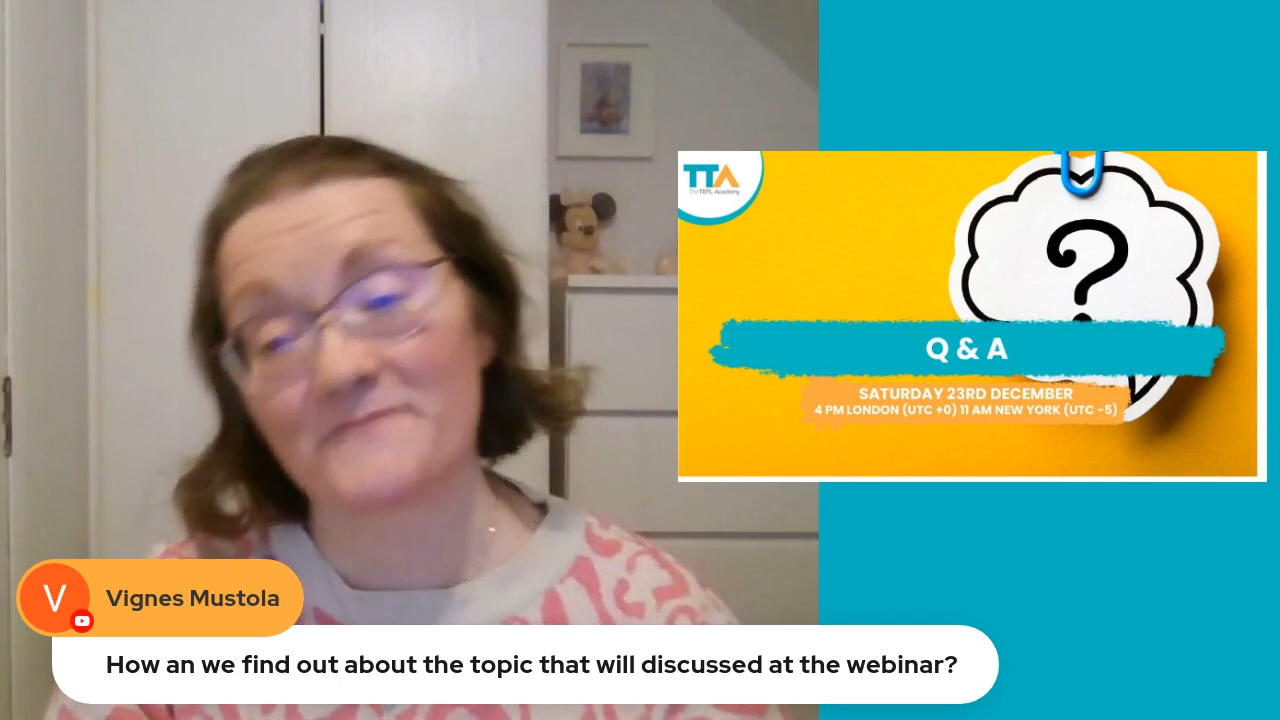 TTA
The TEFL Academy
?
Q & A
SATURDAY 23RD DECEMBER
4 PM LONDON (UTC +0) 11 AM NEW YORK (UTC -5)
V
Vignes Mustola
How an we find out about the topic that will discussed at the webinar?